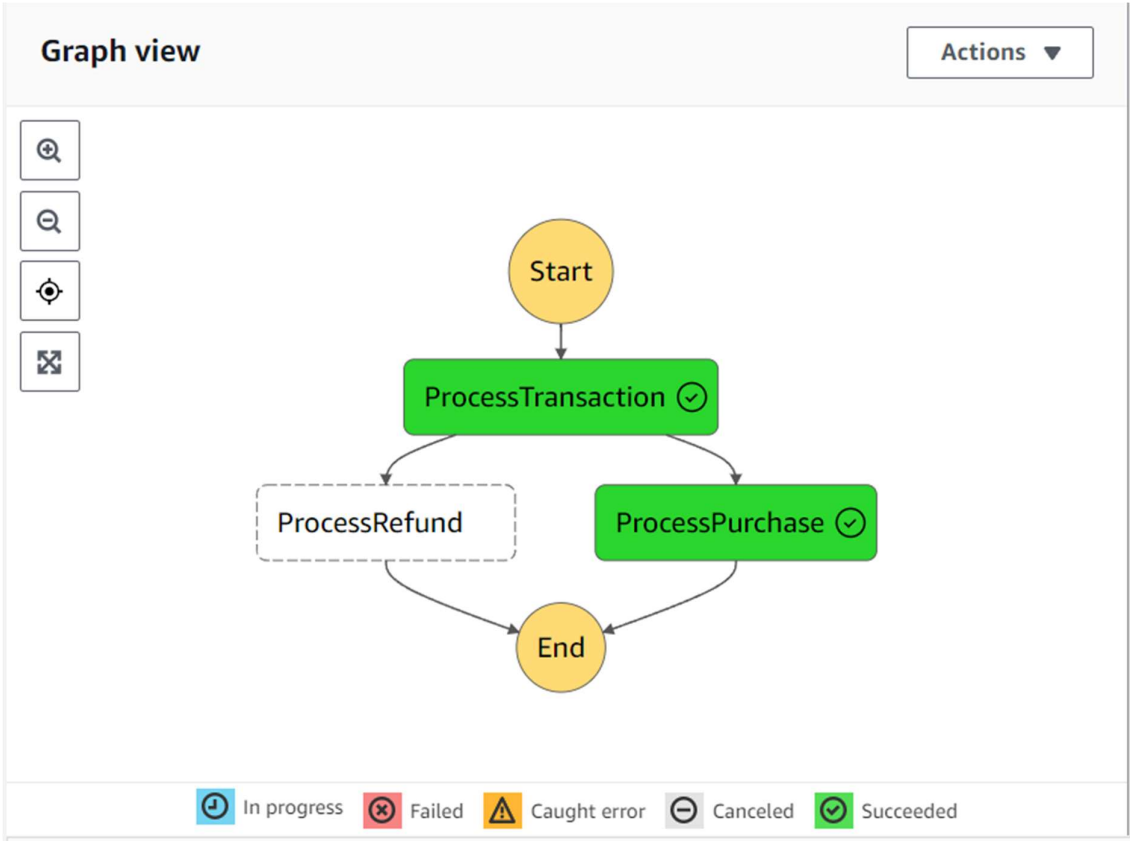 Graph view
Actions
Start
ProcessTransaction
ProcessRefund
ProcessPurchase
End
In progress
Failed
Caught error
Canceled
Succeeded